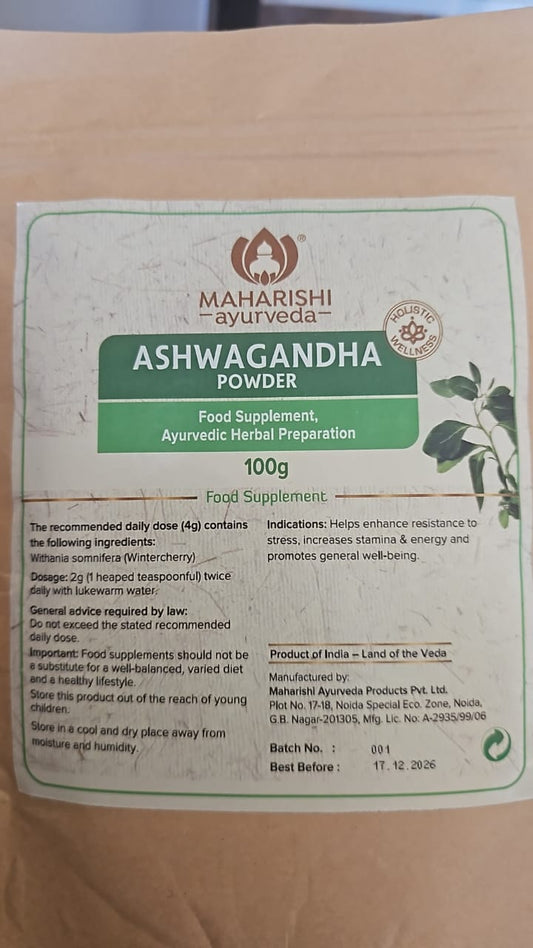 ®
MAHARISHI
ayurveda
HOLISTIC
WELLNESS
ASHWAGANDHA
POWDER
Food Supplement,
Ayurvedic Herbal Preparation
100g
Food Supplement
The recommended daily dose (4g) contains
the following ingredients:
Withania somnifera (Wintercherry)
Dosage: 2g (1 heaped teaspoonful) twice
daily with lukewarm water.
General advice required by law:
Do not exceed the stated recommended
daily dose.
Important: Food supplements should not be
a substitute for a well-balanced, varied diet
and a healthy lifestyle.
Store this product out of the reach of young
children.
Store in a cool and dry place away from
moisture and humidity.
Indications: Helps enhance resistance to
stress, increases stamina & energy and
promotes general well-being.
Product of India – Land of the Veda
Manufactured by:
Maharishi Ayurveda Products Pvt. Ltd.
Plot No. 17-18, Noida Special Eco. Zone, Noida,
G.B. Nagar-201305, Mfg. Lic. No: A-2935/99/06
Batch No. : 001
Best Before : 17.12.2026